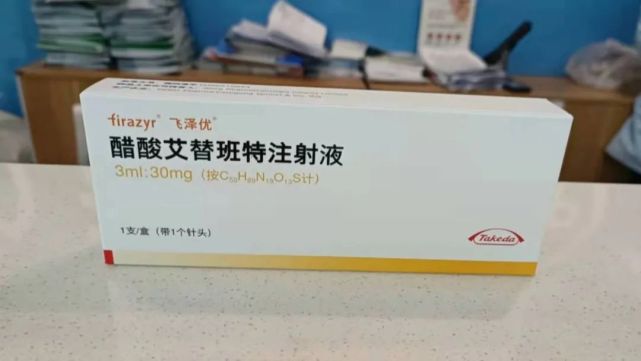 firazyr® 飞泽优®
醋酸艾替班特注射液
3ml:30mg（按C₅₉H₈₉N₁₉O₁₃S计）
1支/盒（带1个针头）
Takeda